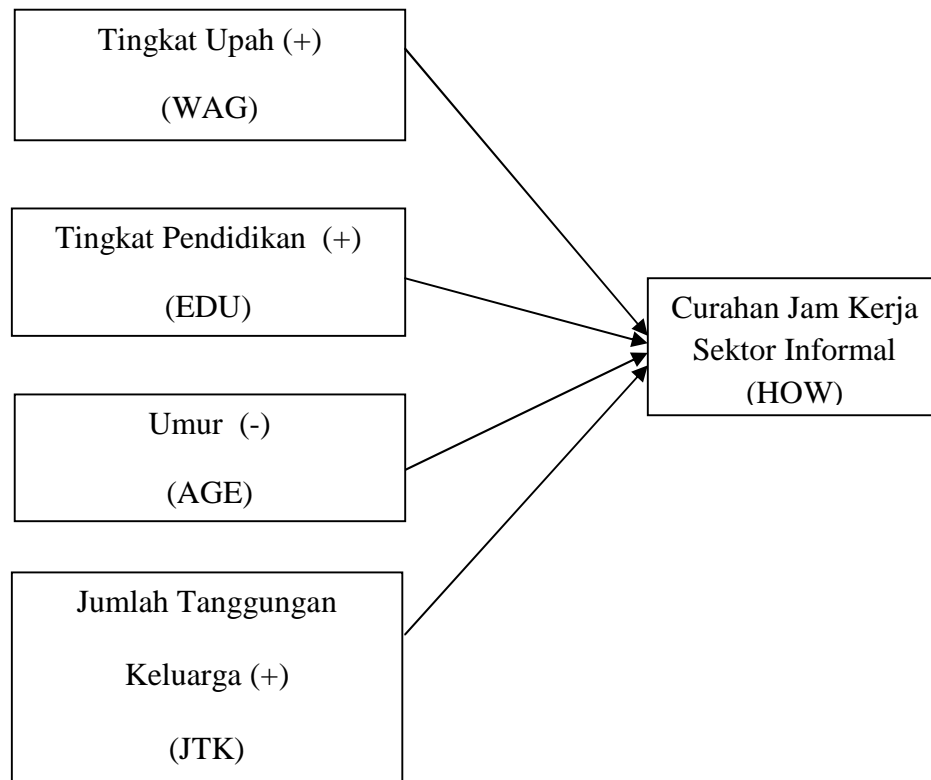 Tingkat Upah (+)
(WAG)
Tingkat Pendidikan (+)
(EDU)
Umur (-)
(AGE)
Jumlah Tanggungan
Keluarga (+)
(JTK)
Curahan Jam Kerja
Sektor Informal
(HOW)